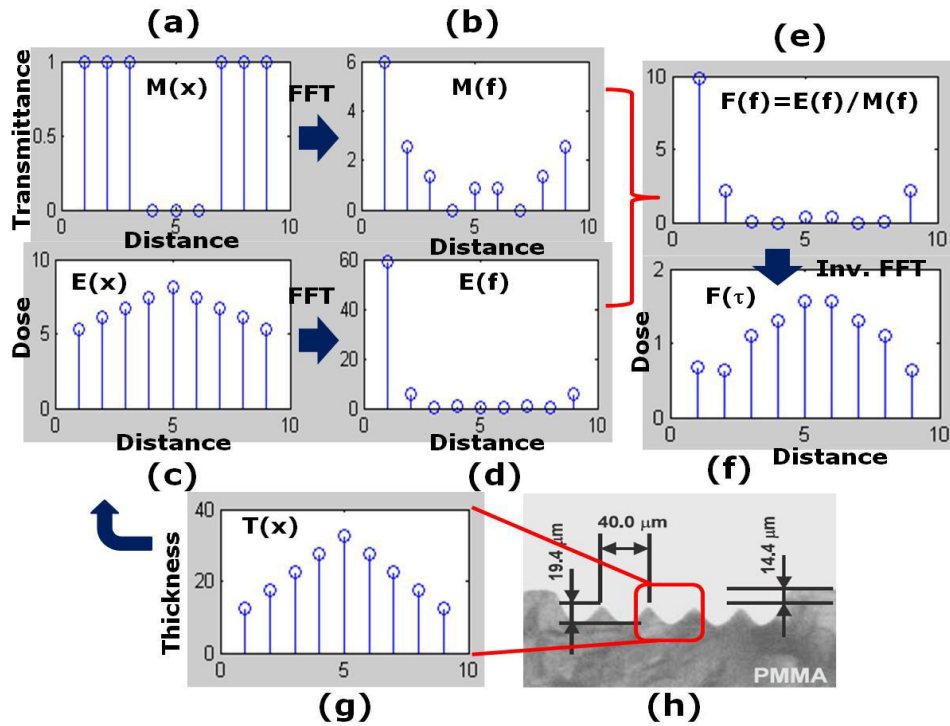 (a)
(b)
(e)
Transmittance
1
0.5
0
M(x)
0
5
10
Distance
FFT
6
4
2
0
M(f)
0
5
10
Distance
10
5
0
F(f)=E(f)/M(f)
0
5
10
Dose
10
5
0
E(x)
0
5
10
Distance
FFT
60
40
20
0
E(f)
0
5
10
Distance
Inv. FFT
Dose
2
1
0
F(τ)
0
5
10
Distance
(c)
(d)
(f)
Thickness
40
20
0
T(x)
0
5
10
40.0 μm
19.4 μm
14.4 μm
PMMA
(g)
(h)